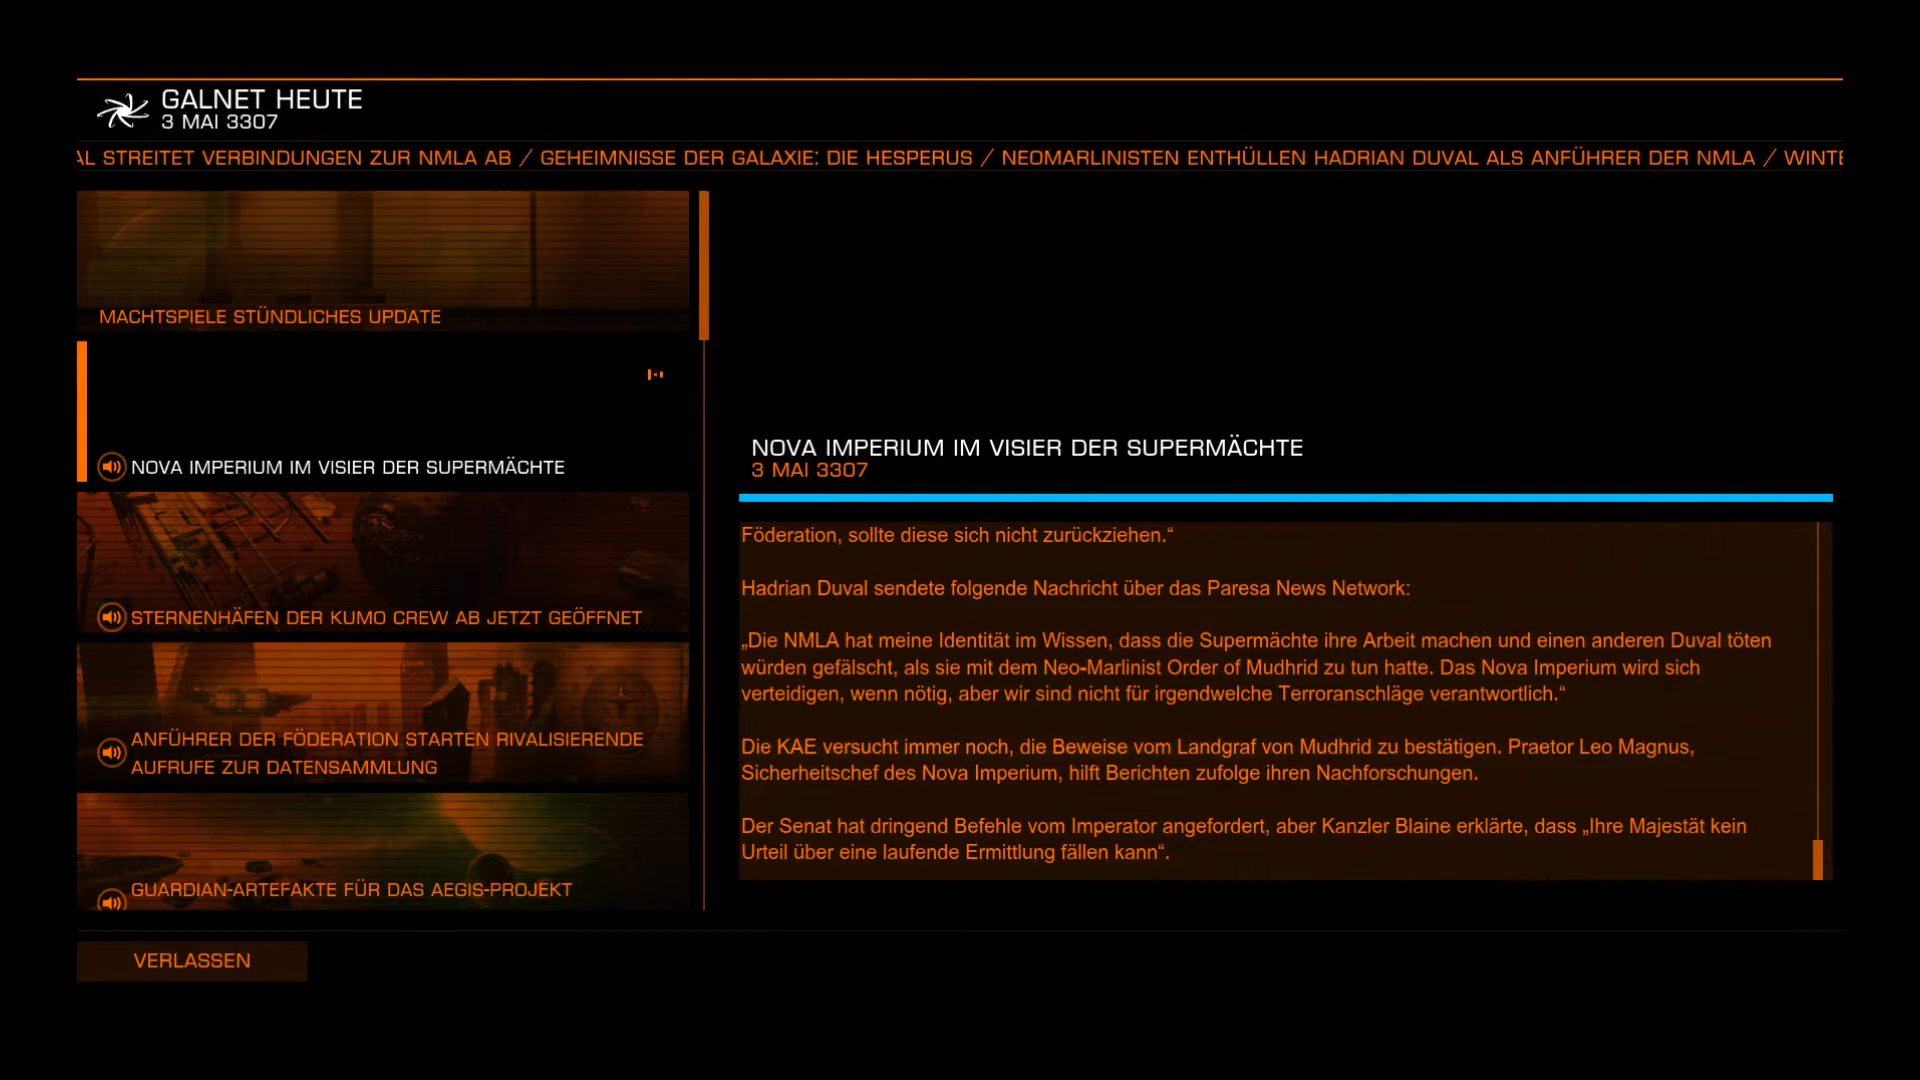 GALNET HEUTE
3 MAI 3307
AL STREITET VERBINDUNGEN ZUR NMLA AB / GEHEIMNISSE DER GALAXIE: DIE HESPERUS / NEOMARLINISTEN ENTHÜLLEN HADRIAN DUVAL ALS ANFÜHRER DER NMLA / WINTE
MACHTSPIELE STÜNDLICHES UPDATE
NOVA IMPERIUM IM VISIER DER SUPERMÄCHTE
STERNENHÄFEN DER KUMO CREW AB JETZT GEÖFFNET
ANFÜHRER DER FÖDERATION STARTEN RIVALISIERENDE
AUFRUFE ZUR DATENSAMMLUNG
GUARDIAN-ARTEFAKTE FÜR DAS AEGIS-PROJEKT
NOVA IMPERIUM IM VISIER DER SUPERMÄCHTE
3 MAI 3307
Föderation, sollte diese sich nicht zurückziehen.“
Hadrian Duval sendete folgende Nachricht über das Paresa News Network:
„Die NMLA hat meine Identität im Wissen, dass die Supermächte ihre Arbeit machen und einen anderen Duval töten
würden gefälscht, als sie mit dem Neo-Marlinist Order of Mudhrid zu tun hatte. Das Nova Imperium wird sich
verteidigen, wenn nötig, aber wir sind nicht für irgendwelche Terroranschläge verantwortlich.“
Die KAE versucht immer noch, die Beweise vom Landgraf von Mudhrid zu bestätigen. Praetor Leo Magnus,
Sicherheitschef des Nova Imperium, hilft Berichten zufolge ihren Nachforschungen.
Der Senat hat dringend Befehle vom Imperator angefordert, aber Kanzler Blaine erklärte, dass „Ihre Majestät kein
Urteil über eine laufende Ermittlung fällen kann“.
VERLASSEN